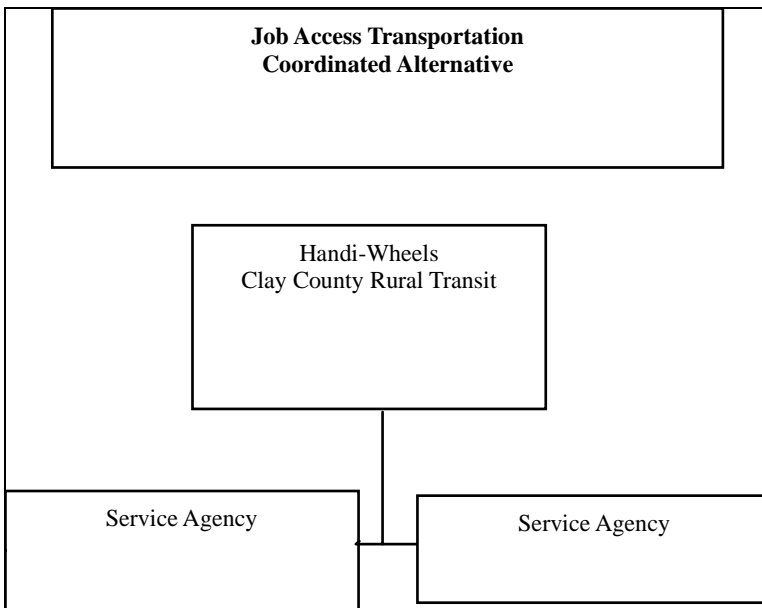 Job Access Transportation
Coordinated Alternative
Handi-Wheels
Clay County Rural Transit
Service Agency
Service Agency